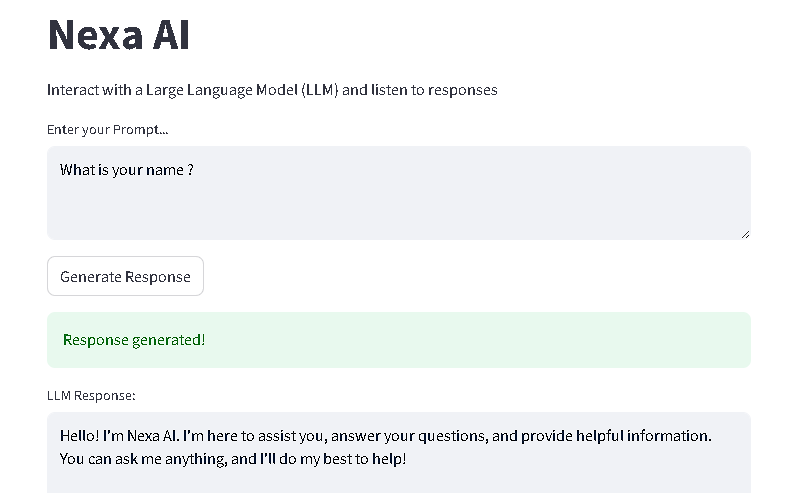 Nexa AI
Interact with a Large Language Model (LLM) and listen to responses
Enter your Prompt...
What is your name ?
Generate Response
Response generated!
LLM Response:
Hello! I'm Nexa AI. I'm here to assist you, answer your questions, and provide helpful information.
You can ask me anything, and I'll do my best to help!